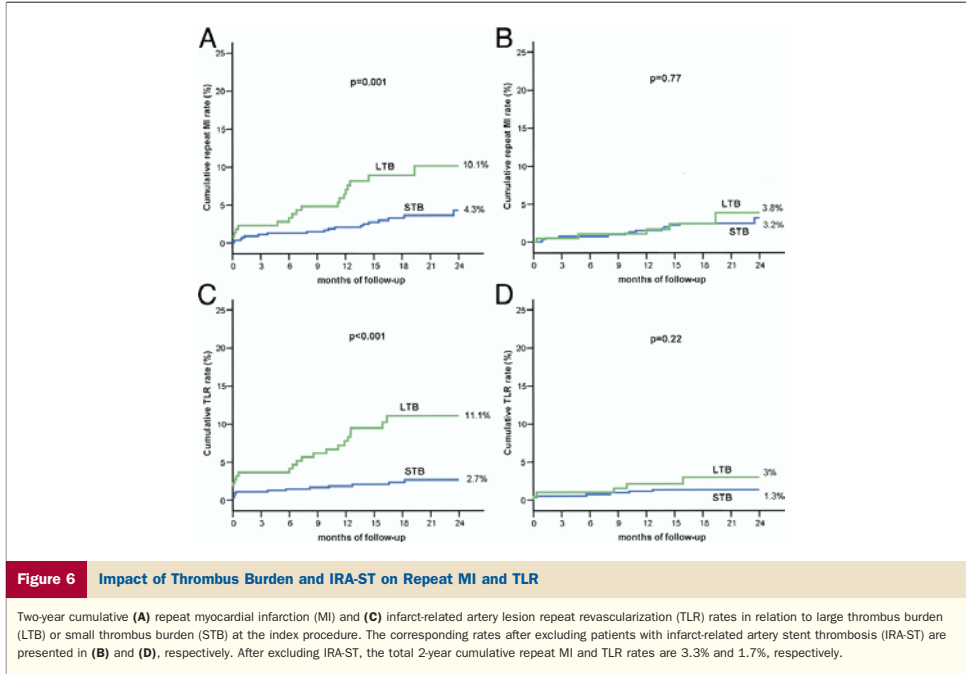 A
B
25
20
15
10
5
0
Cumulative repeat MI rate (%)
p=0.001
LTB
10.1%
STB
4.3%
0 3 6 9 12 15 18 21 24
months of follow-up
25
20
15
10
5
0
Cumulative repeat MI rate (%)
p=0.77
LTB
3.8%
3.2%
STB
0 3 6 9 12 15 18 21 24
months of follow-up
C
D
25
20
15
10
5
0
Cumulative TLR rate (%)
p<0.001
LTB
11.1%
STB
2.7%
0 3 6 9 12 15 18 21 24
months of follow-up
25
20
15
10
5
0
Cumulative TLR rate (%)
p=0.22
LTB
3%
STB
1.3%
0 3 6 9 12 15 18 21 24
months of follow-up
Figure 6 Impact of Thrombus Burden and IRA-ST on Repeat MI and TLR
Two-year cumulative (A) repeat myocardial infarction (MI) and (C) infarct-related artery lesion repeat revascularization (TLR) rates in relation to large thrombus burden
(LTB) or small thrombus burden (STB) at the index procedure. The corresponding rates after excluding patients with infarct-related artery stent thrombosis (IRA-ST) are
presented in (B) and (D), respectively. After excluding IRA-ST, the total 2-year cumulative repeat MI and TLR rates are 3.3% and 1.7%, respectively.